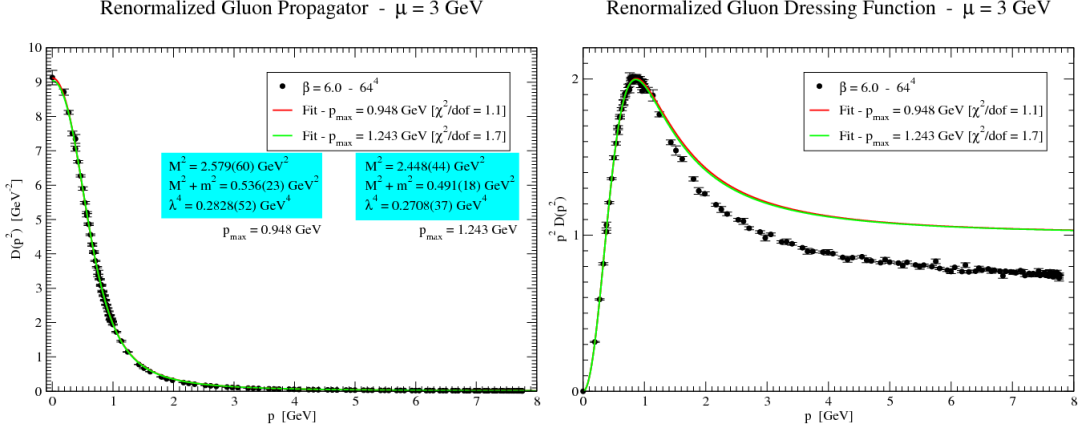 Renormalized Gluon Propagator - μ = 3 GeV
10
9
8
7
6
5
4
3
2
1
0
D(p²) [GeV⁻²]
β = 6.0 - 64⁴
Fit - p_max = 0.948 GeV [χ²/dof = 1.1]
Fit - p_max = 1.243 GeV [χ²/dof = 1.7]
M² = 2.579(60) GeV²
M² + m² = 0.536(23) GeV²
λ⁴ = 0.2828(52) GeV⁴
p_max = 0.948 GeV
M² = 2.448(44) GeV²
M² + m² = 0.491(18) GeV²
λ⁴ = 0.2708(37) GeV⁴
p_max = 1.243 GeV
0 1 2 3 4 5 6 7 8
p [GeV]
Renormalized Gluon Dressing Function - μ = 3 GeV
2
1
0
p² D(p²)
β = 6.0 - 64⁴
Fit - p_max = 0.948 GeV [χ²/dof = 1.1]
Fit - p_max = 1.243 GeV [χ²/dof = 1.7]
0 1 2 3 4 5 6 7 8
p [GeV]